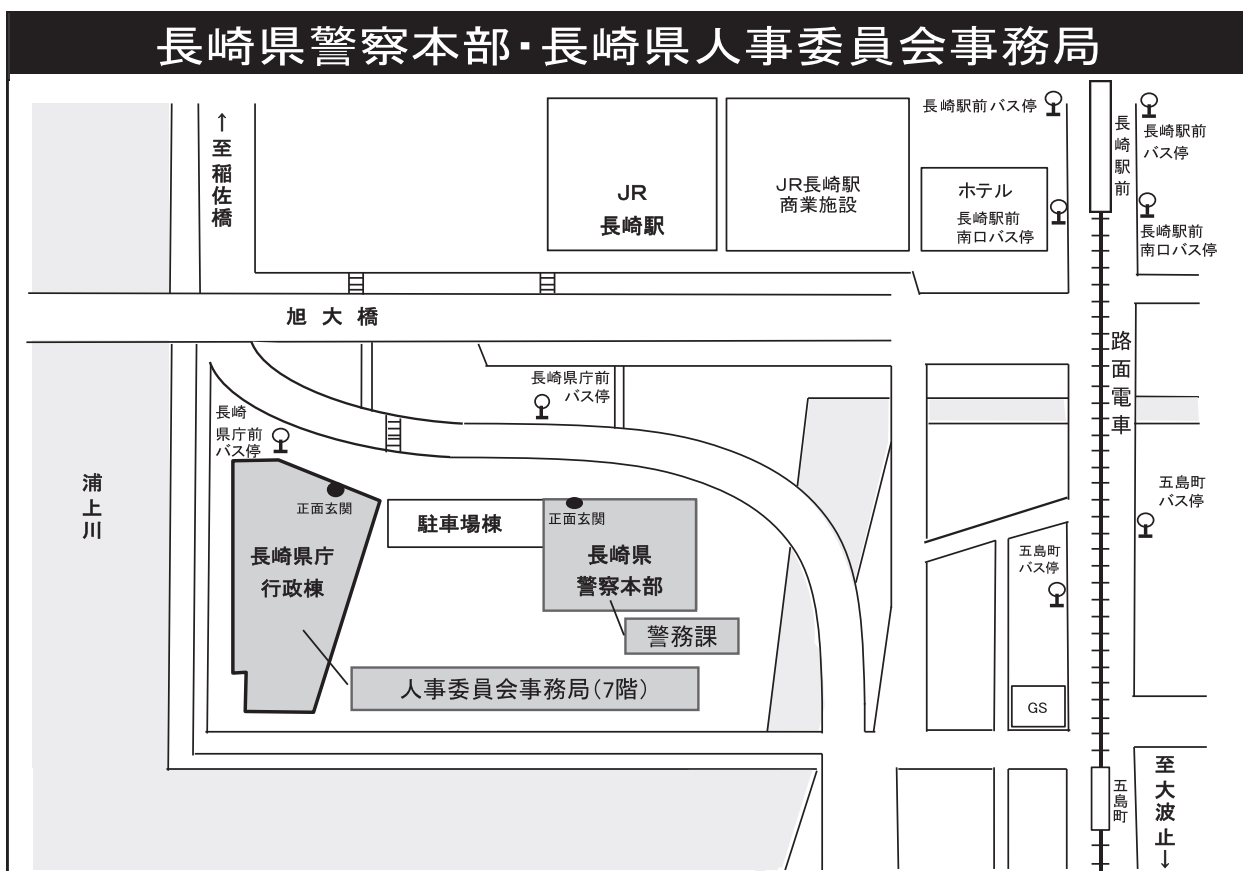 長崎県警察本部・長崎県人事委員会事務局
↑至稲佐橋
JR
長崎駅
JR長崎駅
商業施設
長崎駅前バス停
ホテル
長崎駅前
南口バス停
長崎駅前
長崎駅前
バス停
長崎駅前
南口バス停
旭大橋
路面電車
長崎県庁前
バス停
長崎
県庁前
バス停
浦上川
正面玄関
長崎県庁
行政棟
駐車場棟
正面玄関
長崎県
警察本部
警務課
人事委員会事務局(7階)
五島町
バス停
五島町
バス停
GS
五島町
至大波止↓